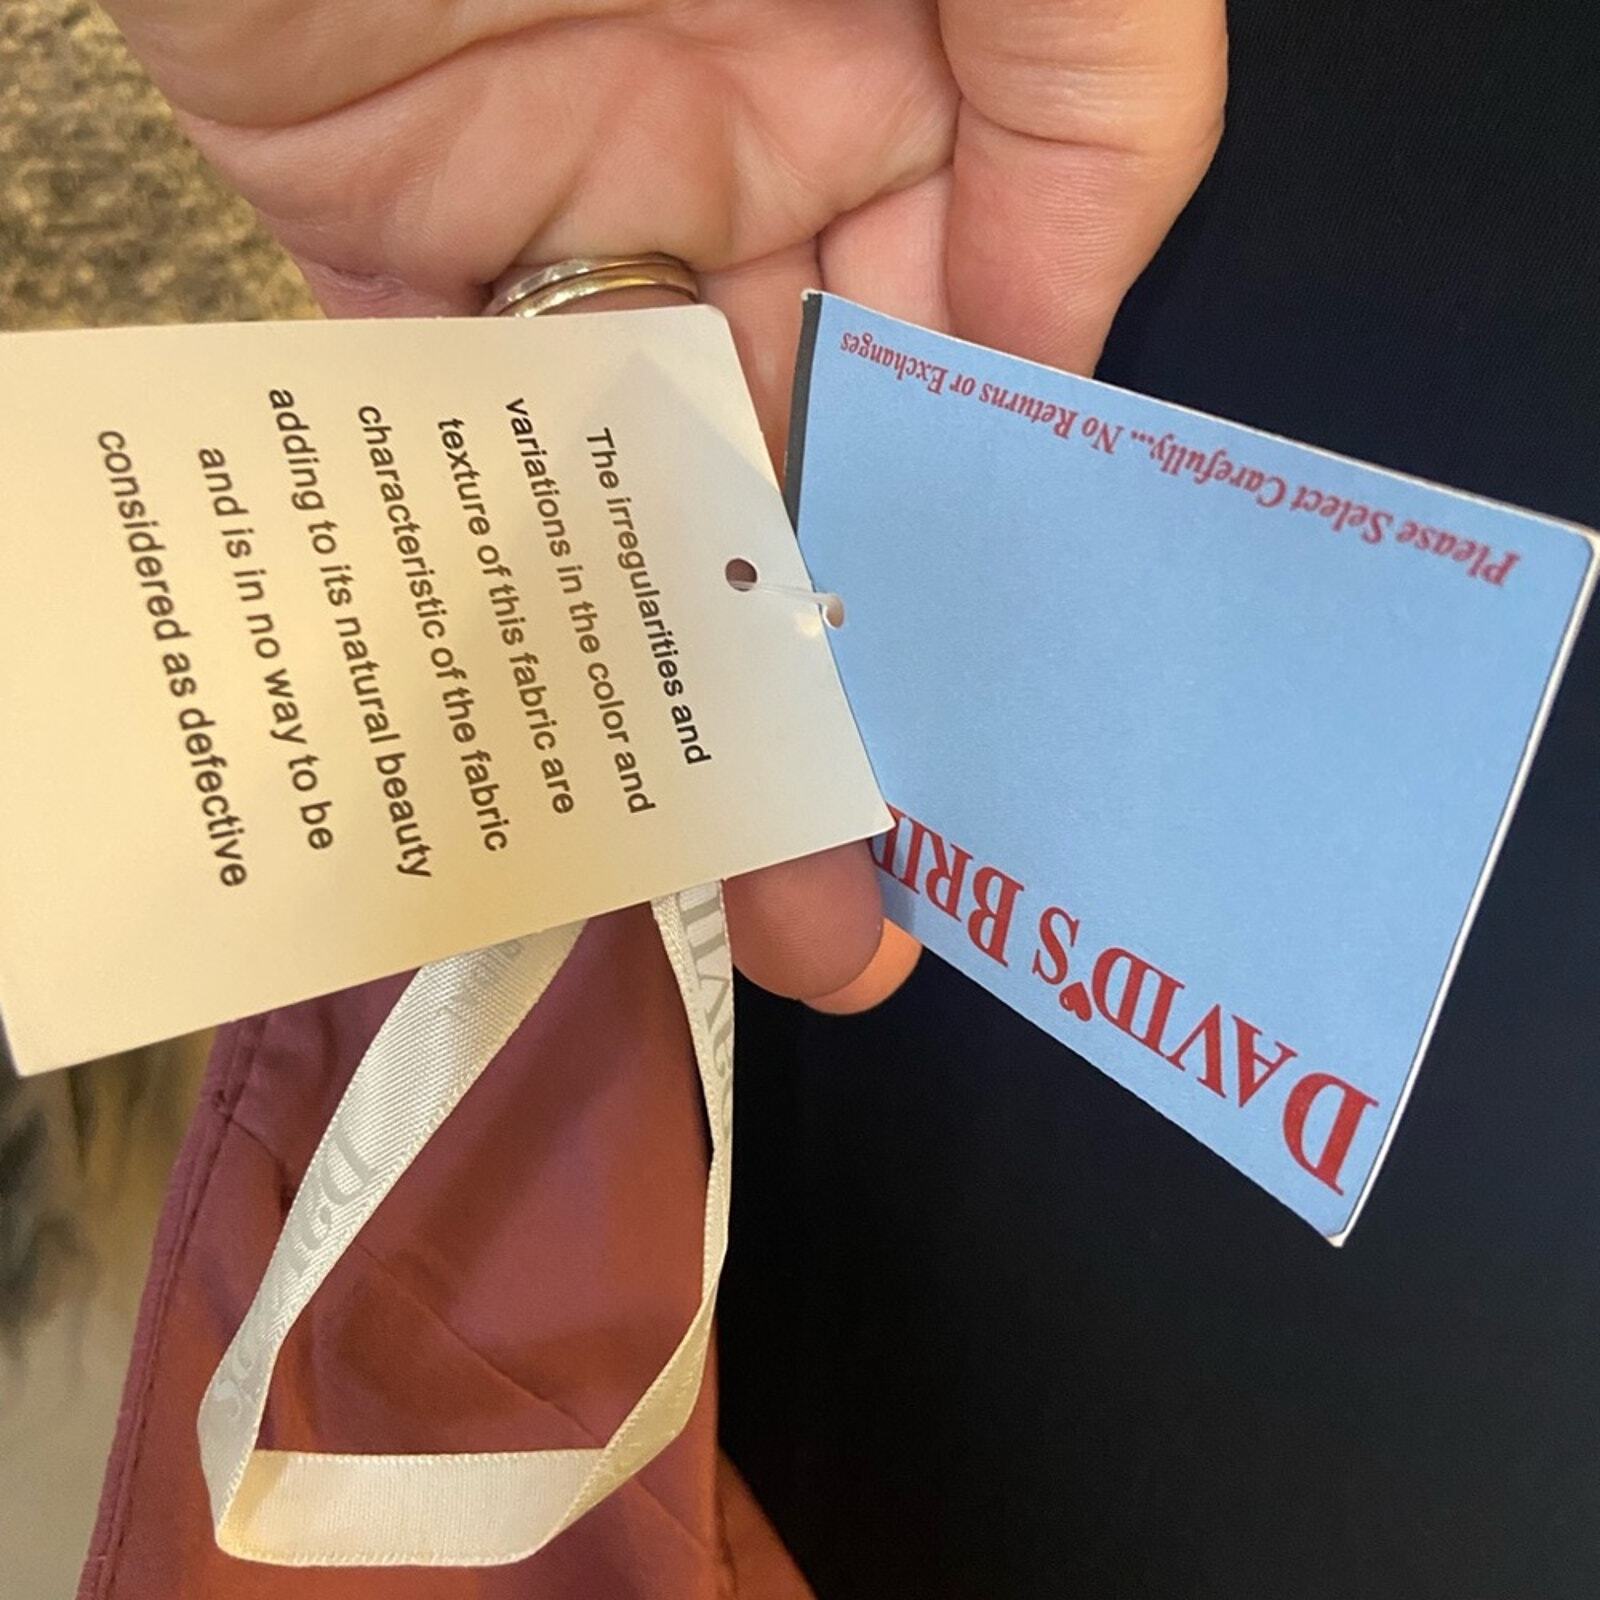 The irregularities and
variations in the color and
texture of this fabric are
characteristic of the fabric
adding to its natural beauty
and is in no way to be
considered as defective
Please Select Carefully... No Returns or Exchanges
DAVID'S BRID